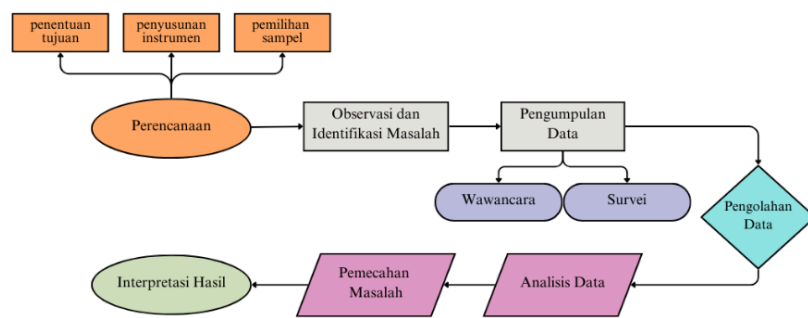 penentuan
tujuan
penyusunan
instrumen
pemilihan
sampel
Perencanaan
Observasi dan
Identifikasi Masalah
Pengumpulan
Data
Wawancara
Survei
Pengolahan
Data
Interpretasi Hasil
Pemecahan
Masalah
Analisis Data